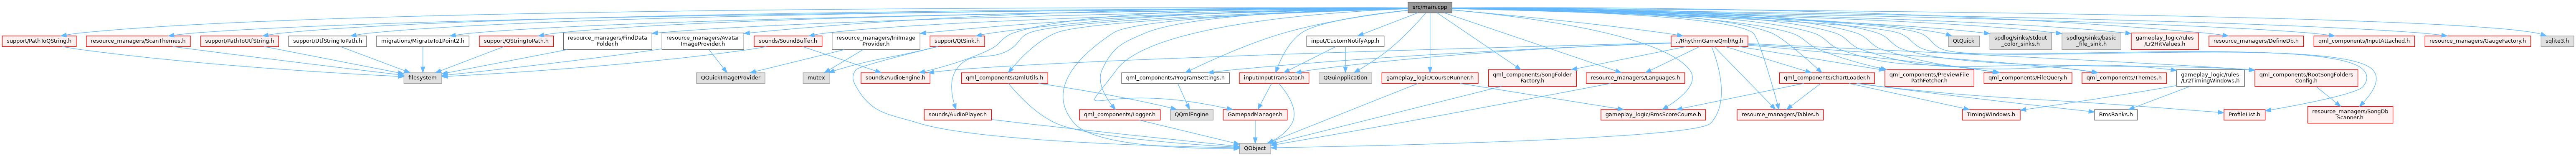 src/main.cpp
support/PathToQString.h
resource_managers/ScanThemes.h
support/PathToUtfString.h
support/UtfStringToPath.h
migrations/MigrateTo1Point2.h
support/QStringToPath.h
resource_managers/FindData
Folder.h
resource_managers/Avatar
ImageProvider.h
sounds/SoundBuffer.h
resource_managers/IniImage
Provider.h
support/QtSink.h
input/CustomNotifyApp.h
../RhythmGameQml/Rg.h
QtQuick
spdlog/sinks/stdout
_color_sinks.h
spdlog/sinks/basic
_file_sink.h
gameplay_logic/rules
/Lr2HitValues.h
resource_managers/DefineDb.h
qml_components/InputAttached.h
resource_managers/GaugeFactory.h
sqlite3.h
filesystem
QQuickImageProvider
mutex
sounds/AudioEngine.h
qml_components/QmlUtils.h
qml_components/ProgramSettings.h
input/InputTranslator.h
QGuiApplication
gameplay_logic/CourseRunner.h
qml_components/SongFolder
Factory.h
resource_managers/Languages.h
qml_components/ChartLoader.h
qml_components/PreviewFile
PathFetcher.h
qml_components/FileQuery.h
qml_components/Themes.h
gameplay_logic/rules
/Lr2TimingWindows.h
qml_components/RootSongFolders
Config.h
sounds/AudioPlayer.h
qml_components/Logger.h
QQmlEngine
GamepadManager.h
gameplay_logic/BmsScoreCourse.h
resource_managers/Tables.h
TimingWindows.h
BmsRanks.h
ProfileList.h
resource_managers/SongDb
Scanner.h
QObject